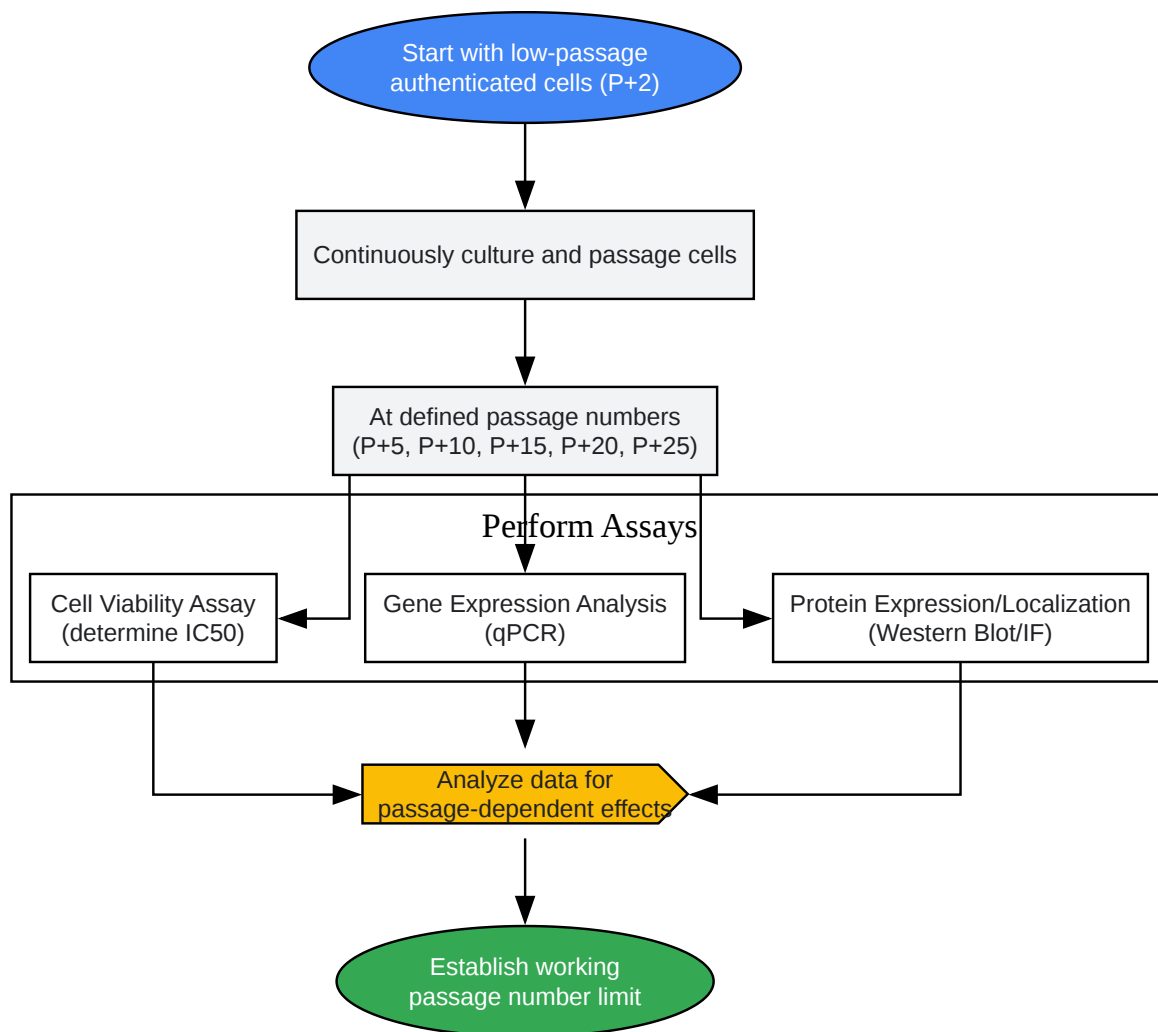 Start with low-passage
authenticated cells (P+2)
Continuously culture and passage cells
At defined passage numbers
(P+5, P+10, P+15, P+20, P+25)
Perform Assays
Cell Viability Assay
(determine IC50)
Gene Expression Analysis
(qPCR)
Protein Expression/Localization
(Western Blot/IF)
Analyze data for
passage-dependent effects
Establish working
passage number limit